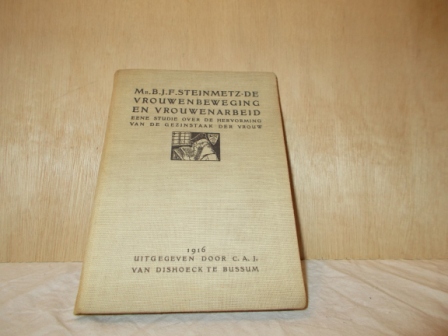 Mr. B.J.F. STEINMETZ·DE
VROUWENBEWEGING
EN VROUWENARBEID
EENE STUDIE OVER DE HERVORMING
VAN DE GEZINSTAAK DER VROUW
1916
UITGEGEVEN DOOR C. A. J.
VAN DISHOECK TE BUSSUM